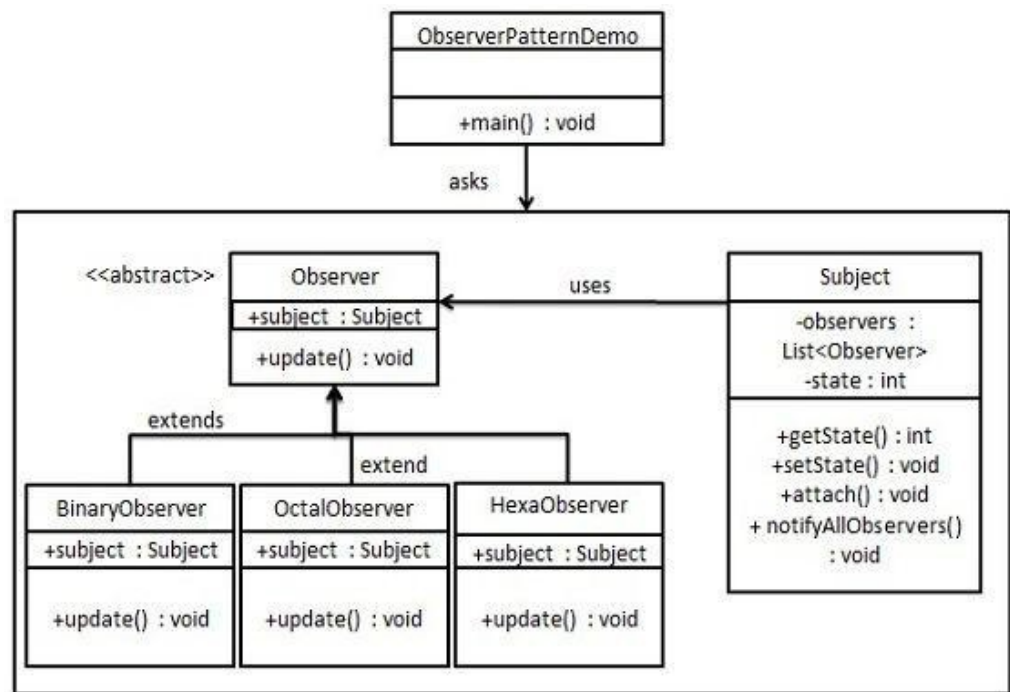 ObserverPatternDemo
+main() : void
asks
<<abstract>>
Observer
+subject : Subject
+update() : void
uses
Subject
-observers :
List<Observer>
-state : int
+getState() : int
+setState() : void
+attach() : void
+ notifyAllObservers()
: void
extends
extend
BinaryObserver
+subject : Subject
+update() : void
OctalObserver
+subject : Subject
+update() : void
HexaObserver
+subject : Subject
+update() : void